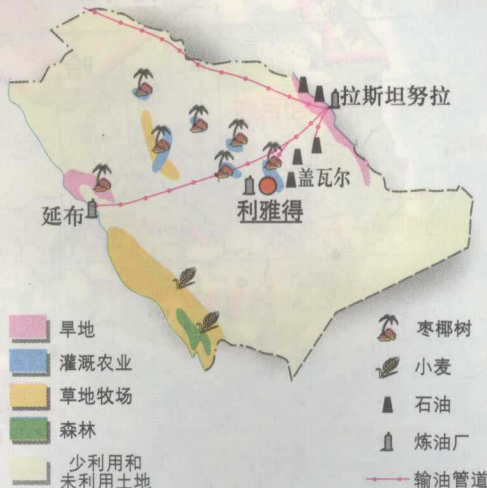 拉斯坦努拉
盖瓦尔
利雅得
延布
旱地
灌溉农业
草地牧场
森林
少利用和
未利用土地
枣椰树
小麦
石油
炼油厂
输油管道